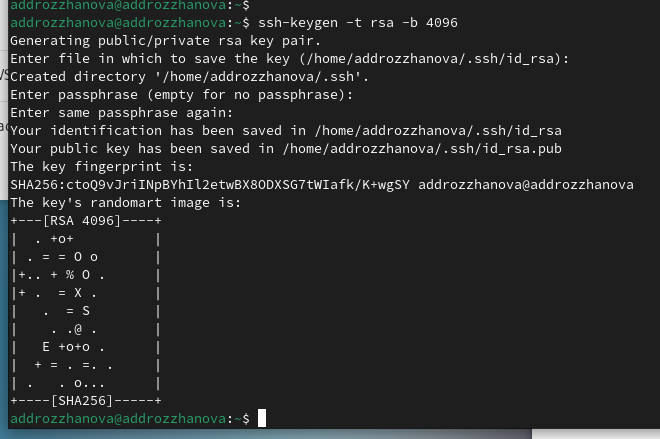 addrozzhanova@addrozzhanova:~$
addrozzhanova@addrozzhanova:~$ ssh-keygen -t rsa -b 4096
Generating public/private rsa key pair.
Enter file in which to save the key (/home/addrozzhanova/.ssh/id_rsa):
Created directory '/home/addrozzhanova/.ssh'.
Enter passphrase (empty for no passphrase):
Enter same passphrase again:
Your identification has been saved in /home/addrozzhanova/.ssh/id_rsa
Your public key has been saved in /home/addrozzhanova/.ssh/id_rsa.pub
The key fingerprint is:
SHA256:ctoQ9vJriINpBYhIl2etwBX8ODXSG7tWIafk/K+wgSY addrozzhanova@addrozzhanova
The key's randomart image is:
+---[RSA 4096]----+
|  . +o+          |
| . = = O o       |
|+.. + % O .      |
|+ .  = X .       |
|   .  = S        |
|    . .@ .       |
|   E +o+o .      |
|  + = . =. .     |
| .   . o...      |
+----[SHA256]-----+
addrozzhanova@addrozzhanova:~$